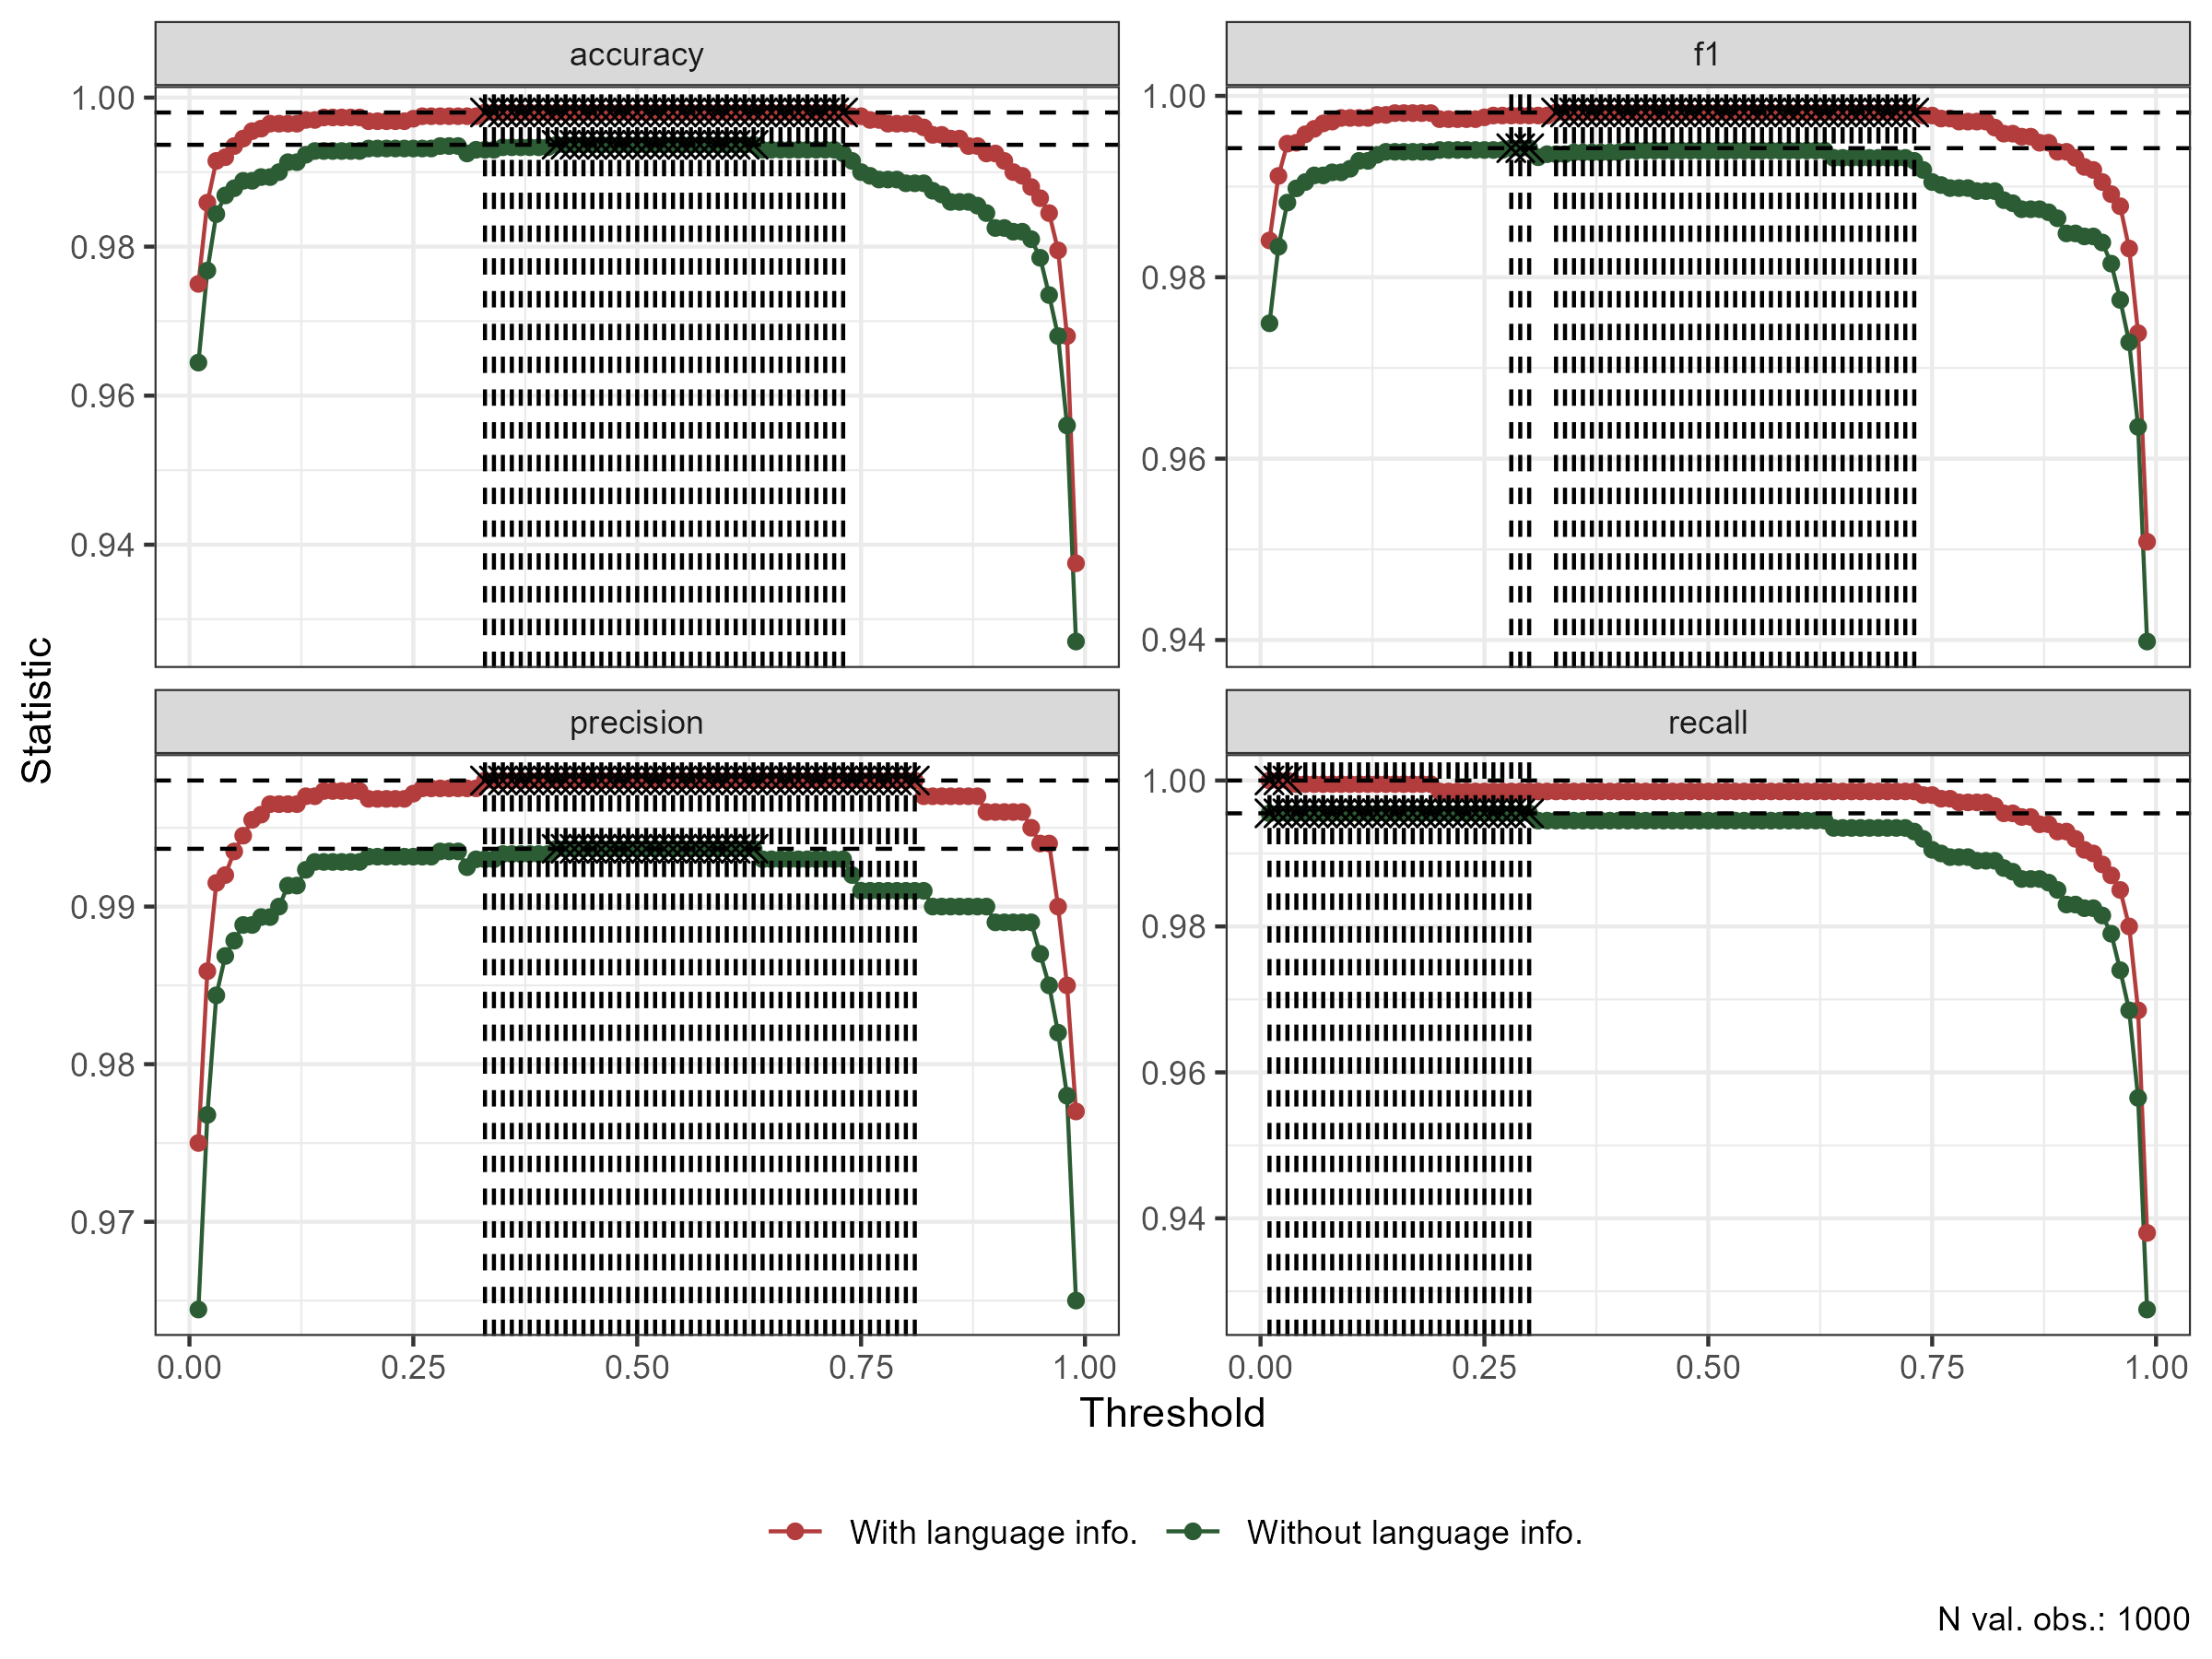 accuracy
f1
1.00
0.98
0.96
0.94
1.00
0.98
0.96
0.94
Statistic
precision
recall
0.99
0.98
0.97
1.00
0.98
0.96
0.94
0.00 0.25 0.50 0.75 1.00
0.00 0.25 0.50 0.75 1.00
Threshold
With language info. Without language info.
N val. obs.: 1000